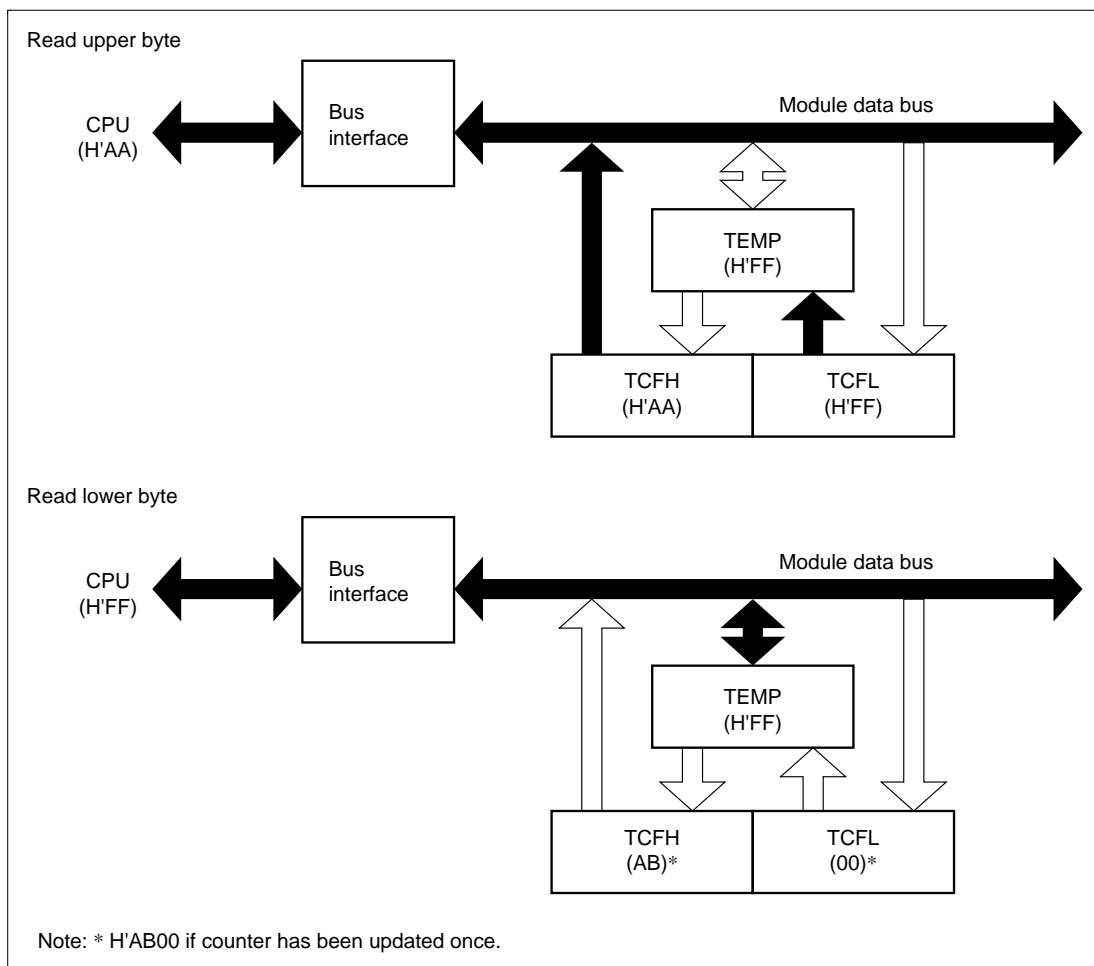 Read upper byte
CPU
(H'AA)
Bus
interface
Module data bus
TEMP
(H'FF)
TCFH
(H'AA)
TCFL
(H'FF)
Read lower byte
CPU
(H'FF)
Bus
interface
Module data bus
TEMP
(H'FF)
TCFH
(AB)*
TCFL
(00)*
Note: * H'AB00 if counter has been updated once.